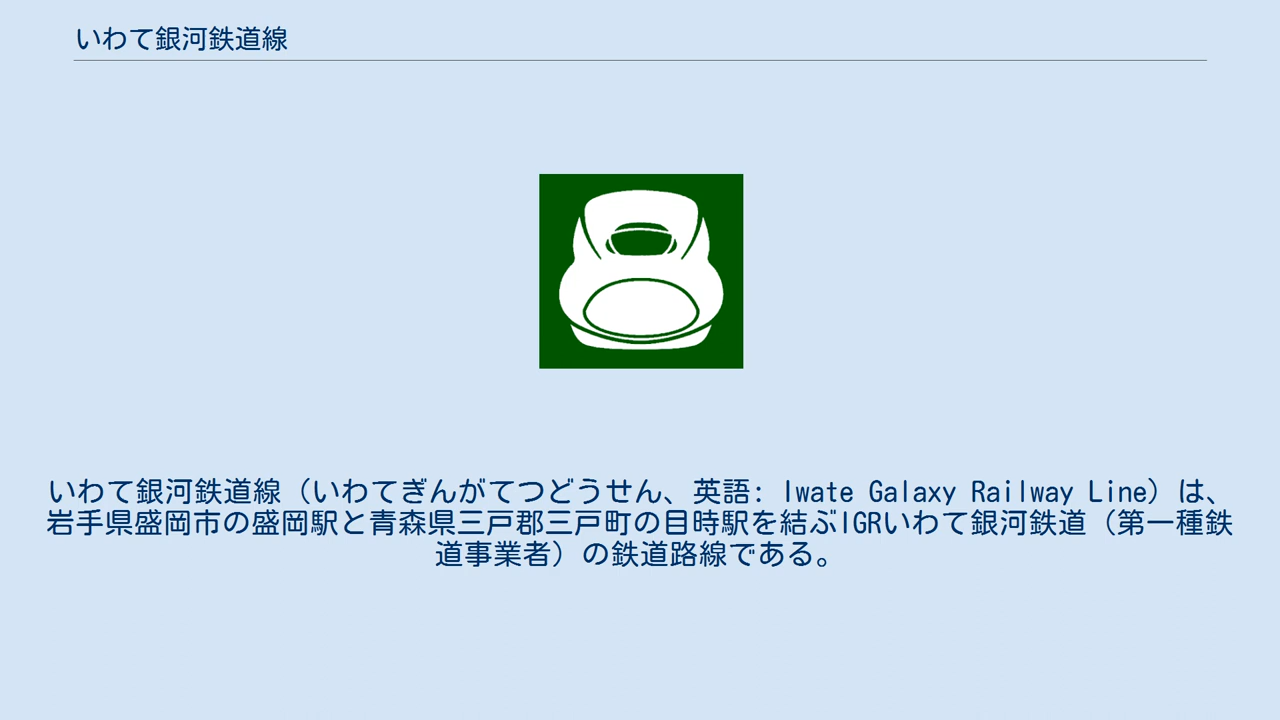 いわて銀河鉄道線
いわて銀河鉄道線（いわてぎんがてつどうせん、英語: Iwate Galaxy Railway Line）は、
岩手県盛岡市の盛岡駅と青森県三戸郡三戸町の目時駅を結ぶIGRいわて銀河鉄道（第一種鉄
道事業者）の鉄道路線である。